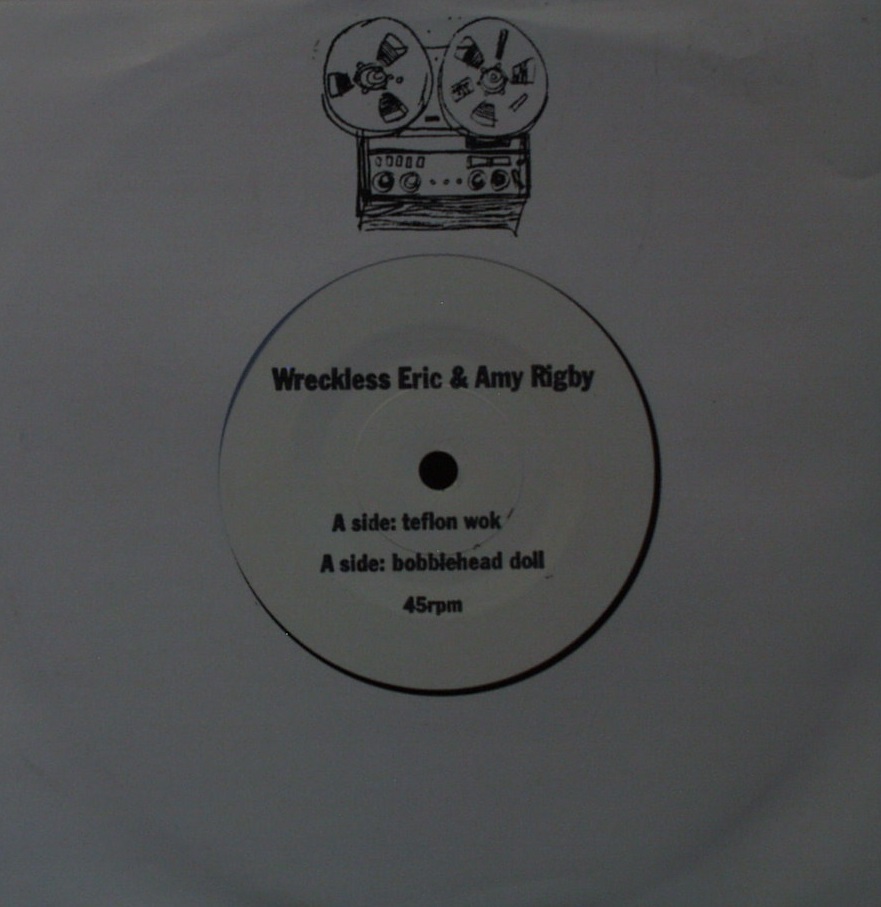 Wreckless Eric & Amy Rigby
A side: teflon wok
A side: bobblehead doll
45rpm